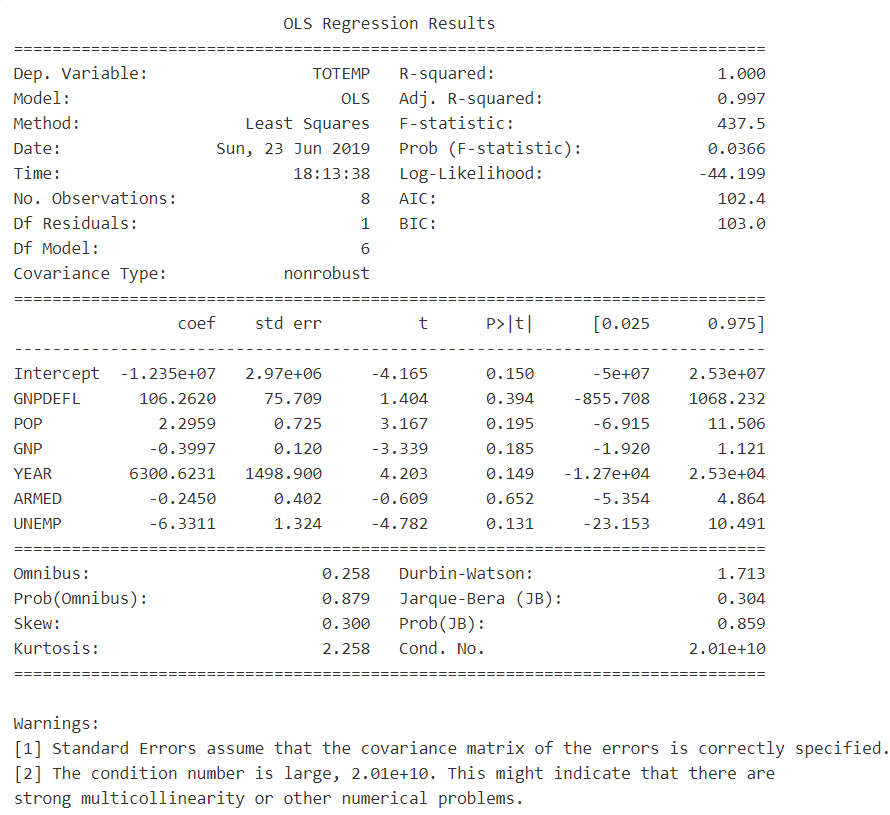 OLS Regression Results
==============================================================================
Dep. Variable:                 TOTEMP   R-squared:                       1.000
Model:                            OLS   Adj. R-squared:                  0.997
Method:                 Least Squares   F-statistic:                     437.5
Date:                Sun, 23 Jun 2019   Prob (F-statistic):             0.0366
Time:                        18:13:38   Log-Likelihood:                -44.199
No. Observations:                   8   AIC:                             102.4
Df Residuals:                       1   BIC:                             103.0
Df Model:                           6
Covariance Type:            nonrobust
==============================================================================
                 coef    std err          t      P>|t|      [0.025      0.975]
------------------------------------------------------------------------------
Intercept  -1.235e+07   2.97e+06     -4.165      0.150      -5e+07    2.53e+07
GNPDEFL      106.2620     75.709      1.404      0.394    -855.708    1068.232
POP            2.2959      0.725      3.167      0.195      -6.915      11.506
GNP           -0.3997      0.120     -3.339      0.185      -1.920       1.121
YEAR        6300.6231   1498.900      4.203      0.149   -1.27e+04    2.53e+04
ARMED         -0.2450      0.402     -0.609      0.652      -5.354       4.864
UNEMP         -6.3311      1.324     -4.782      0.131     -23.153      10.491
==============================================================================
Omnibus:                        0.258   Durbin-Watson:                   1.713
Prob(Omnibus):                  0.879   Jarque-Bera (JB):                0.304
Skew:                           0.300   Prob(JB):                        0.859
Kurtosis:                       2.258   Cond. No.                     2.01e+10
==============================================================================

Warnings:
[1] Standard Errors assume that the covariance matrix of the errors is correctly specified.
[2] The condition number is large, 2.01e+10. This might indicate that there are
strong multicollinearity or other numerical problems.